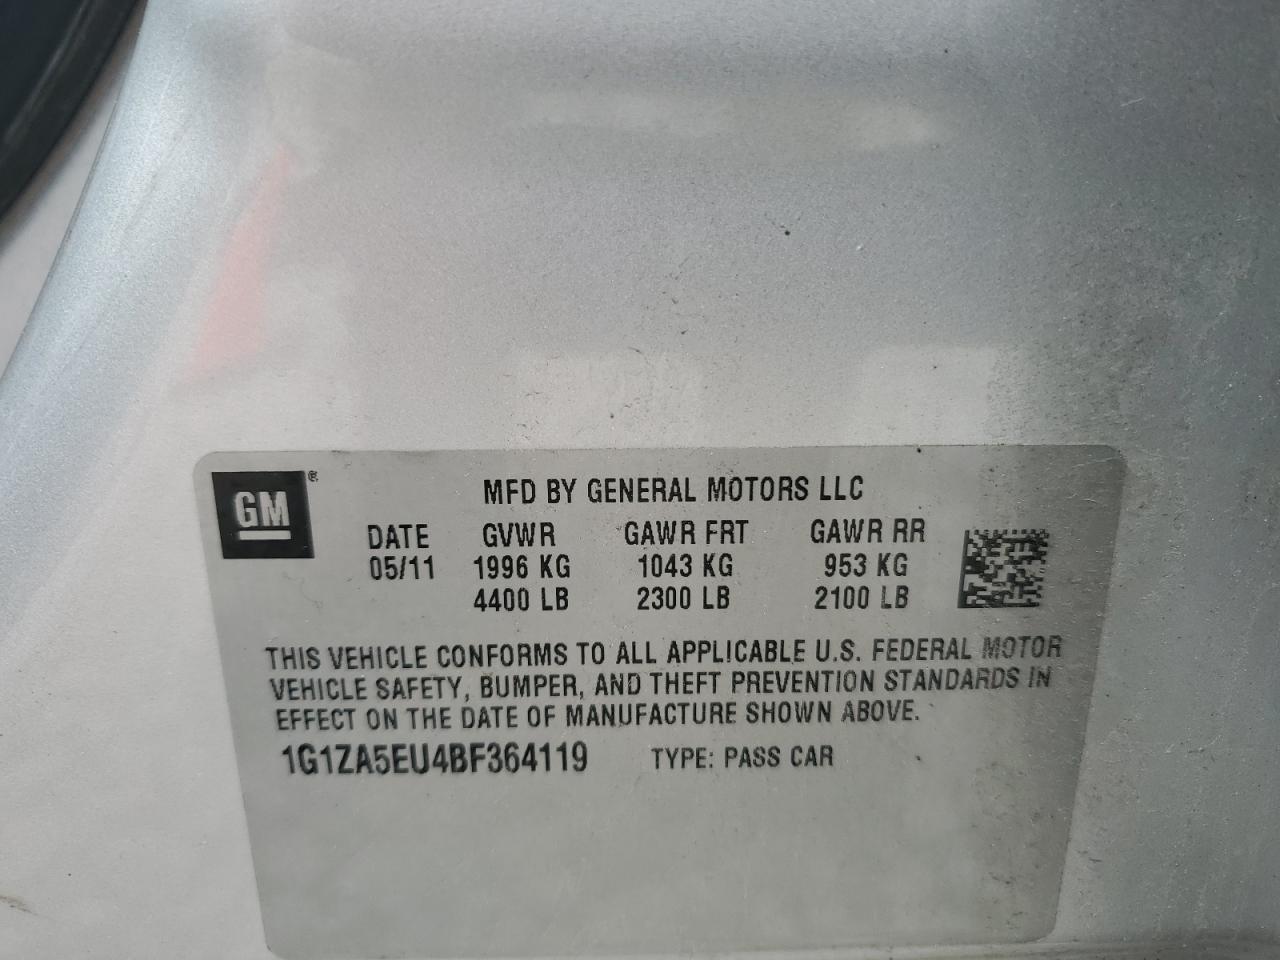 GM®
MFD BY GENERAL MOTORS LLC
DATE GVWR GAWR FRT GAWR RR
05/11 1996 KG 1043 KG 953 KG
4400 LB 2300 LB 2100 LB
THIS VEHICLE CONFORMS TO ALL APPLICABLE U.S. FEDERAL MOTOR
VEHICLE SAFETY, BUMPER, AND THEFT PREVENTION STANDARDS IN
EFFECT ON THE DATE OF MANUFACTURE SHOWN ABOVE.
1G1ZA5EU4BF364119 TYPE: PASS CAR